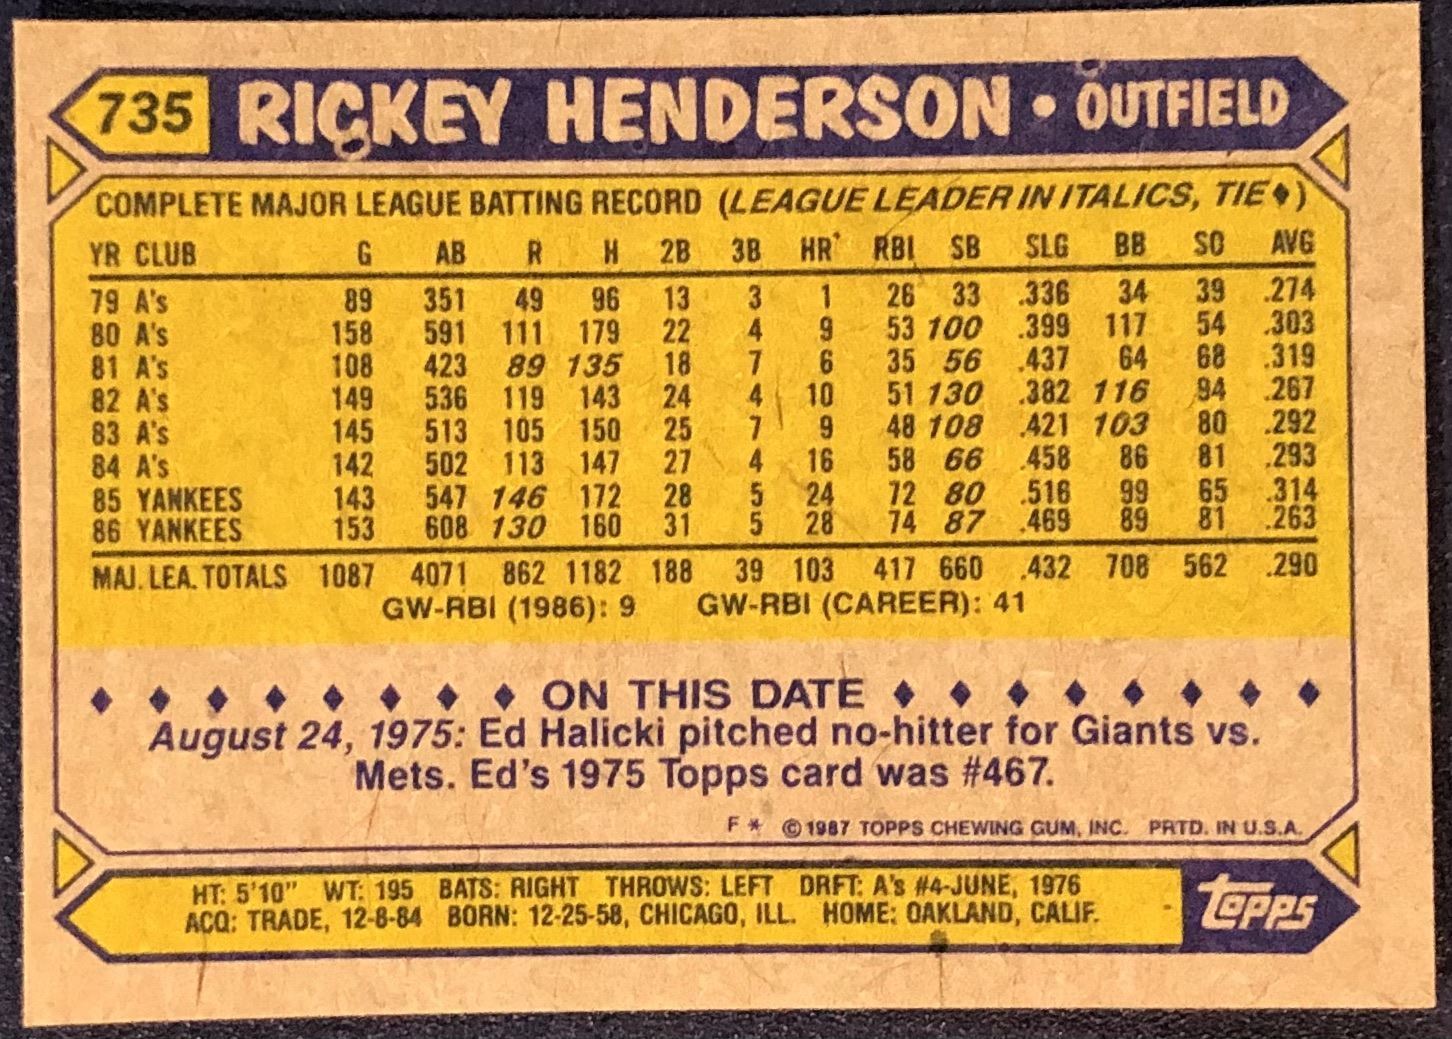 735 RICKEY HENDERSON • OUTFIELD
COMPLETE MAJOR LEAGUE BATTING RECORD (LEAGUE LEADER IN ITALICS, TIE♦)
YR CLUB G AB R H 2B 3B HR RBI SB SLG BB SO AVG
79 A's 89 351 49 96 13 3 1 26 33 .336 34 39 .274
80 A's 158 591 111 179 22 4 9 53 100 .399 117 54 .303
81 A's 108 423 89 135 18 7 6 35 56 .437 64 68 .319
82 A's 149 536 119 143 24 4 10 51 130 .382 116 94 .267
83 A's 145 513 105 150 25 7 9 48 108 .421 103 80 .292
84 A's 142 502 113 147 27 4 16 58 66 .458 86 81 .293
85 YANKEES 143 547 146 172 28 5 24 72 80 .516 99 65 .314
86 YANKEES 153 608 130 160 31 5 28 74 87 .469 89 81 .263
MAJ. LEA. TOTALS 1087 4071 862 1182 188 39 103 417 660 .432 708 562 .290
GW-RBI (1986): 9 GW-RBI (CAREER): 41
♦ ♦ ♦ ♦ ♦ ♦ ♦ ♦ ON THIS DATE ♦ ♦ ♦ ♦ ♦ ♦ ♦ ♦
August 24, 1975: Ed Halicki pitched no-hitter for Giants vs.
Mets. Ed's 1975 Topps card was #467.
F * © 1987 TOPPS CHEWING GUM, INC. PRTD. IN U.S.A.
HT: 5'10" WT: 195 BATS: RIGHT THROWS: LEFT DRFT: A's #4-JUNE, 1976
ACQ: TRADE, 12-8-84 BORN: 12-25-58, CHICAGO, ILL. HOME: OAKLAND, CALIF.
topps